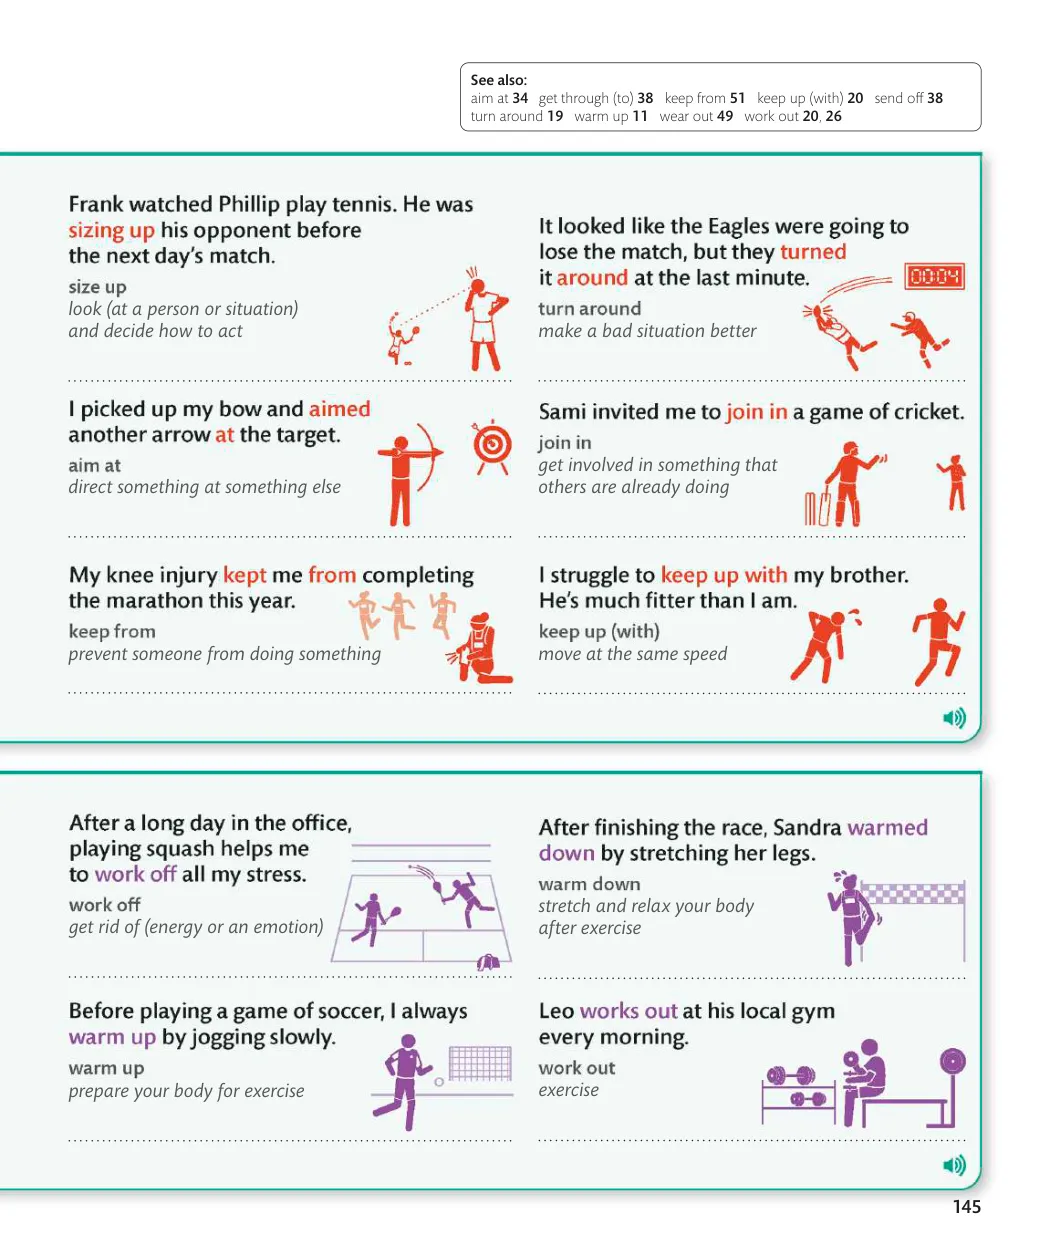 See also:
aim at 34 get through (to) 38 keep from 51 keep up (with) 20 send off 38
turn around 19 warm up 11 wear out 49 work out 20, 26
Frank watched Phillip play tennis. He was
sizing up his opponent before
the next day's match.
size up
look (at a person or situation)
and decide how to act
It looked like the Eagles were going to
lose the match, but they turned
it around at the last minute.
00:04
turn around
make a bad situation better
I picked up my bow and aimed
another arrow at the target.
aim at
direct something at something else
Sami invited me to join in a game of cricket.
join in
get involved in something that
others are already doing
My knee injury kept me from completing
the marathon this year.
keep from
prevent someone from doing something
I struggle to keep up with my brother.
He's much fitter than I am.
keep up (with)
move at the same speed
After a long day in the office,
playing squash helps me
to work off all my stress.
work off
get rid of (energy or an emotion)
After finishing the race, Sandra warmed
down by stretching her legs.
warm down
stretch and relax your body
after exercise
Before playing a game of soccer, I always
warm up by jogging slowly.
warm up
prepare your body for exercise
Leo works out at his local gym
every morning.
work out
exercise
145